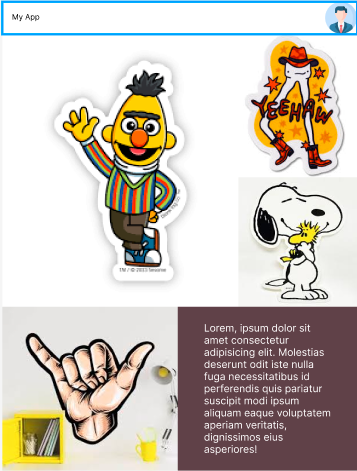 My App
YEEHAW
TM / © 2013 Sesame
Lorem, ipsum dolor sit
amet consectetur
adipisicing elit. Molestias
deserunt odit iste nulla
fuga necessitatibus id
perferendis quis pariatur
suscipit modi ipsum
aliquam eaque voluptatem
aperiam veritatis,
dignissimos eius
asperiores!